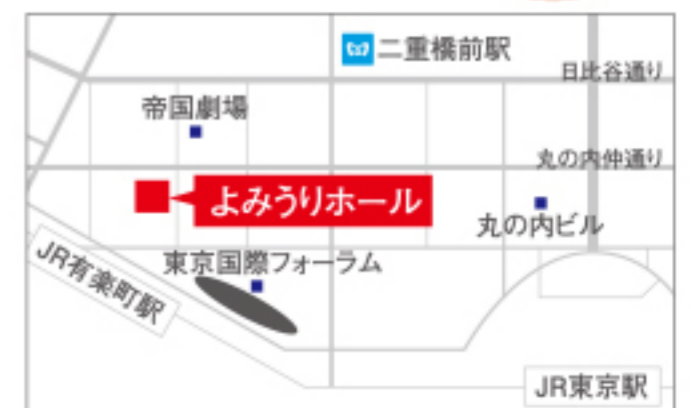 二重橋前駅
日比谷通り
帝国劇場
丸の内仲通り
よみうりホール
丸の内ビル
東京国際フォーラム
JR有楽町駅
JR東京駅